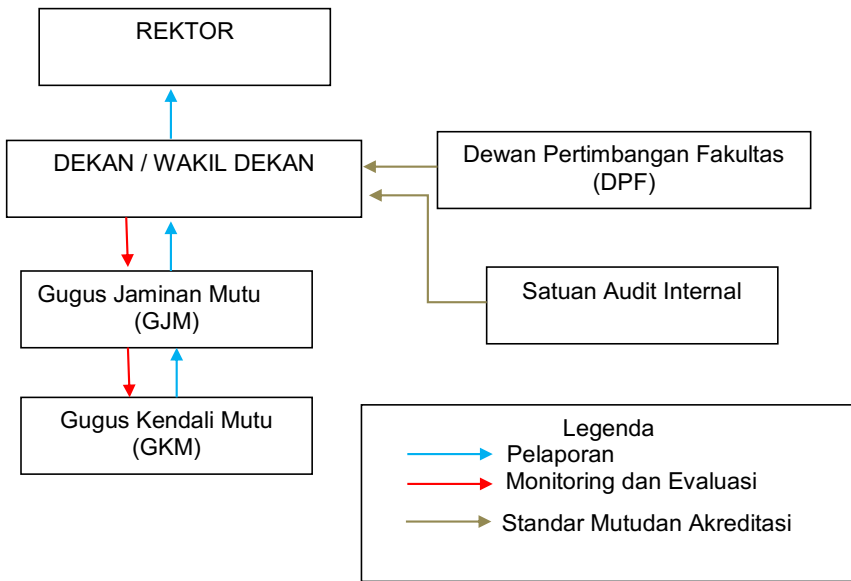 REKTOR
DEKAN / WAKIL DEKAN
Dewan Pertimbangan Fakultas
(DPF)
Gugus Jaminan Mutu
(GJM)
Satuan Audit Internal
Gugus Kendali Mutu
(GKM)
Legenda
Pelaporan
Monitoring dan Evaluasi
Standar Mutudan Akreditasi